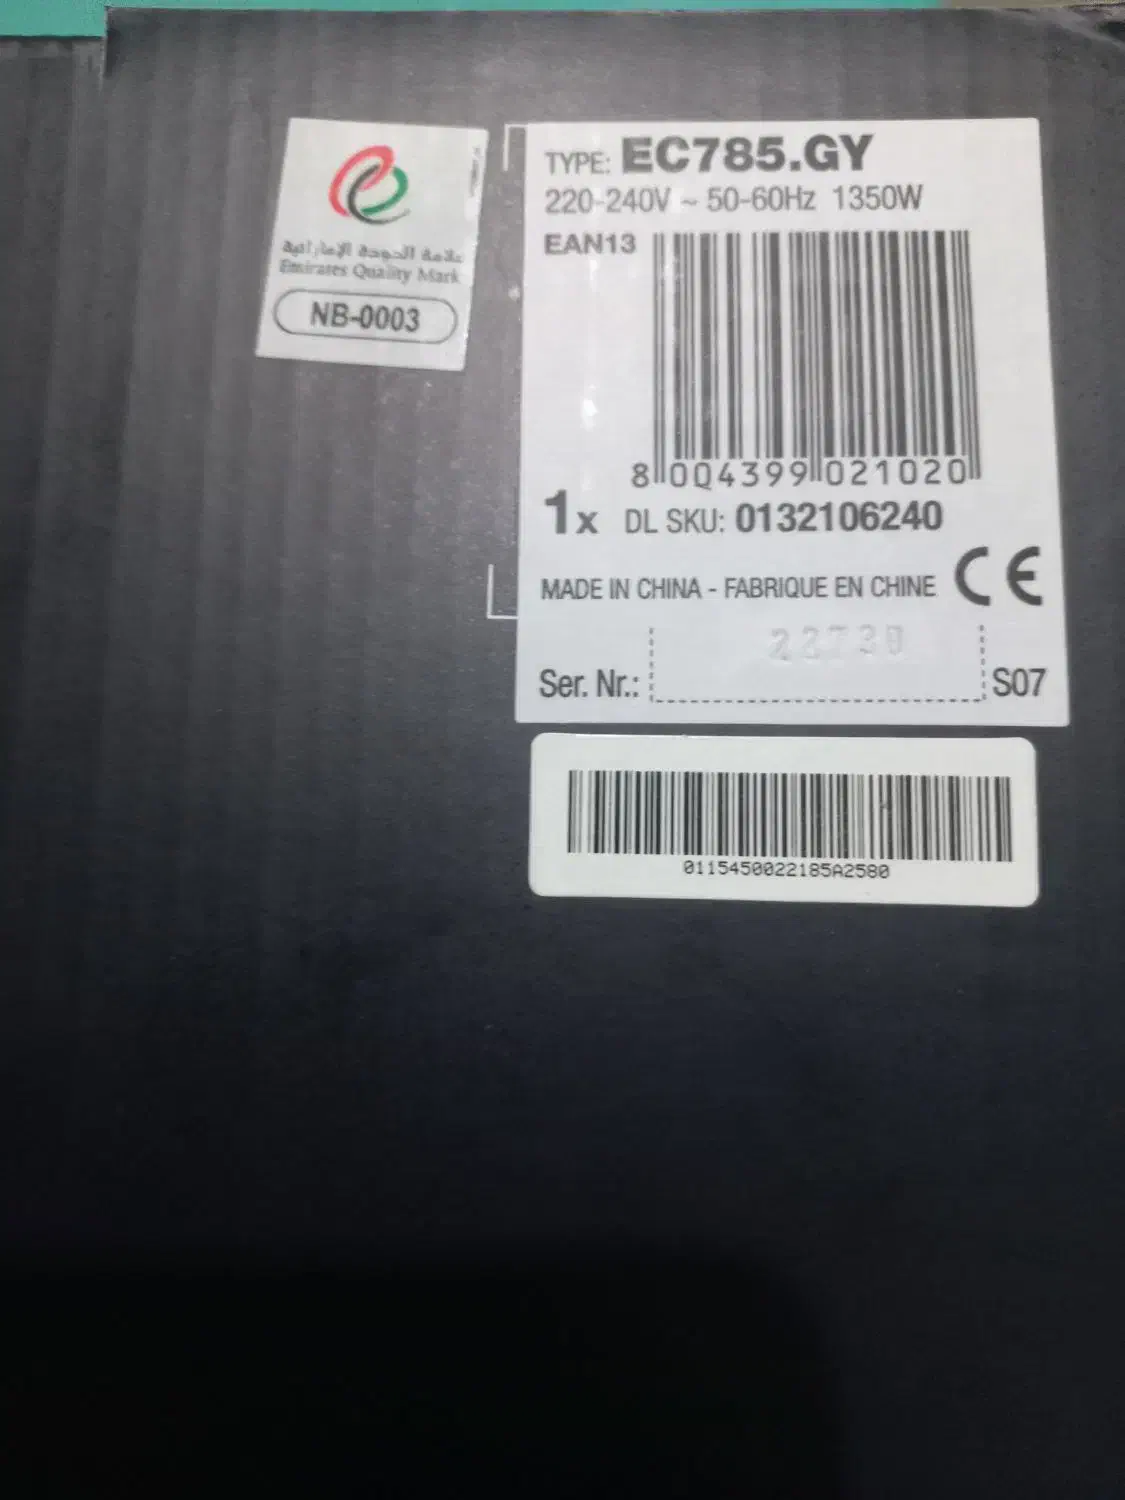 علامة الجودة الإماراتية
Emirates Quality Mark
NB-0003
TYPE: EC785.GY
220-240V ~ 50-60Hz 1350W
EAN13
8 004399 021020
1x DL SKU: 0132106240
MADE IN CHINA - FABRIQUE EN CHINE CE
Ser. Nr.: S07
0115450022185A2580